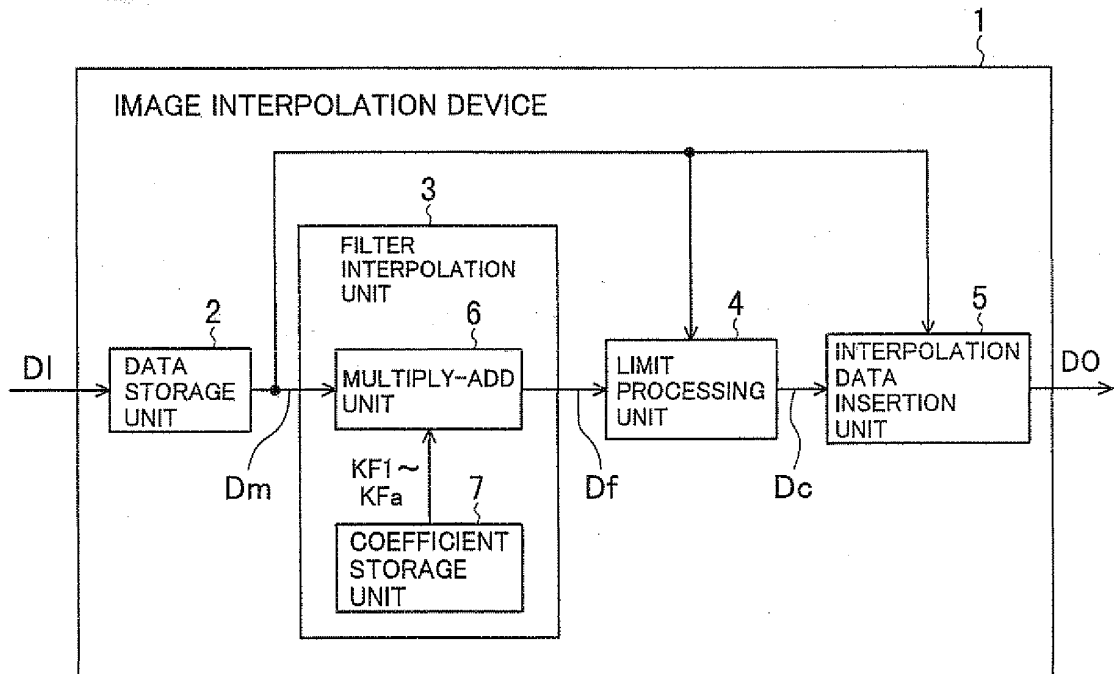 1
IMAGE INTERPOLATION DEVICE
3
FILTER
INTERPOLATION
UNIT
2
6
4
5
DI
DATA
STORAGE
UNIT
MULTIPLY-ADD
UNIT
LIMIT
PROCESSING
UNIT
INTERPOLATION
DATA
INSERTION
UNIT
DO
Dm
KF1~
KFa
Df
Dc
7
COEFFICIENT
STORAGE
UNIT